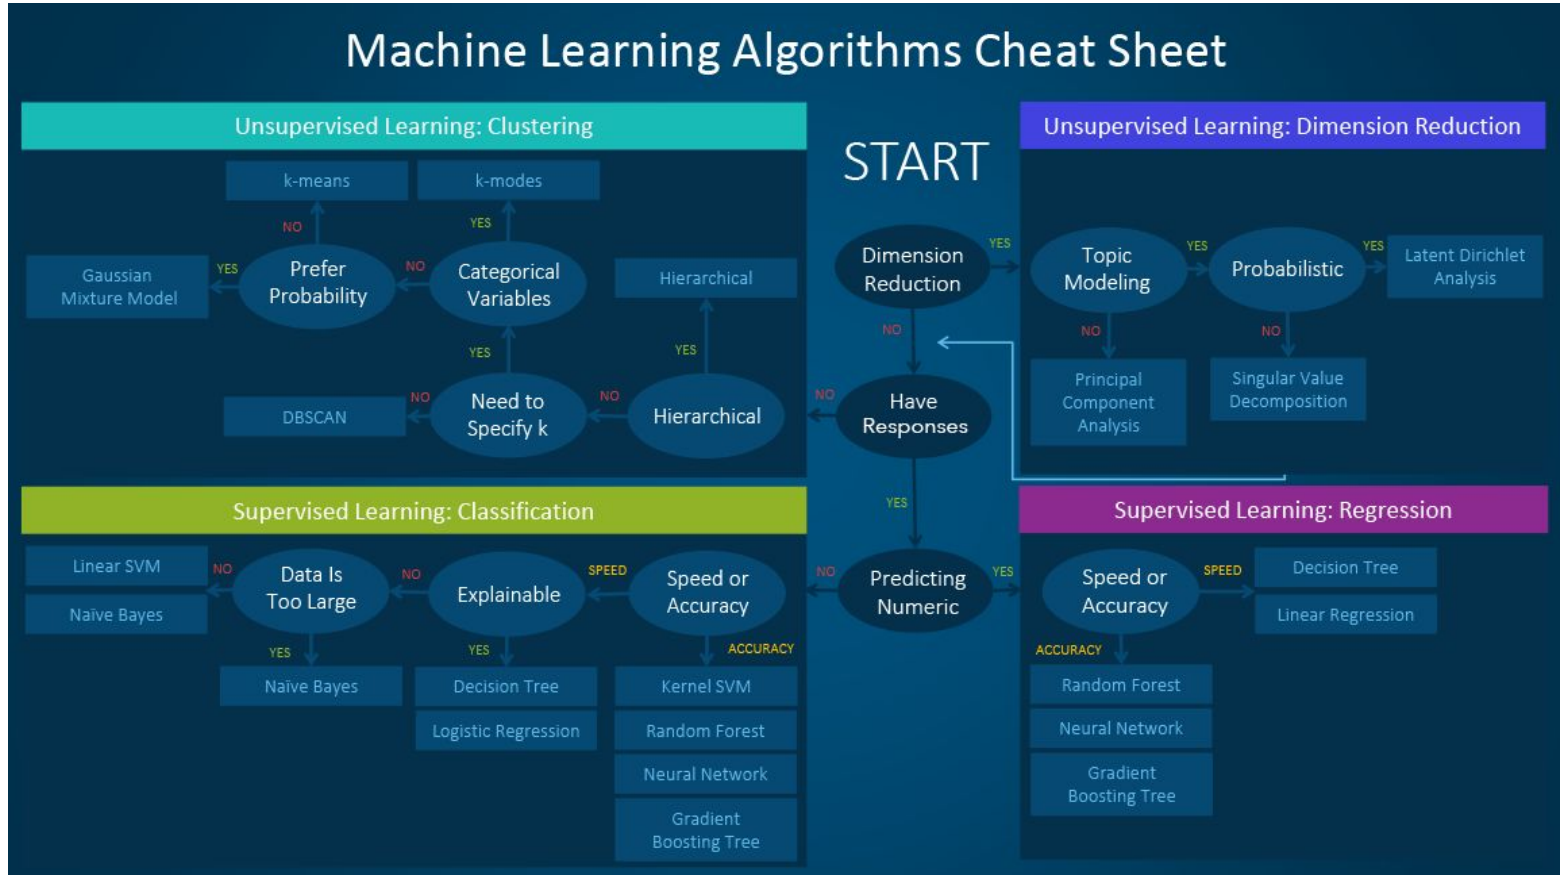 Machine Learning Algorithms Cheat Sheet
Unsupervised Learning: Clustering
k-means
k-modes
NO
YES
Gaussian
Mixture Model
YES
Prefer
Probability
NO
Categorical
Variables
Hierarchical
YES
YES
DBSCAN
NO
Need to
Specify k
NO
Hierarchical
START
Dimension
Reduction
YES
NO
NO
Have
Responses
YES
NO
Predicting
Numeric
YES
Unsupervised Learning: Dimension Reduction
Topic
Modeling
YES
Probabilistic
YES
Latent Dirichlet
Analysis
NO
NO
Principal
Component
Analysis
Singular Value
Decomposition
Supervised Learning: Classification
Linear SVM
Naïve Bayes
NO
Data Is
Too Large
NO
Explainable
SPEED
Speed or
Accuracy
YES
YES
ACCURACY
Naïve Bayes
Decision Tree
Logistic Regression
Kernel SVM
Random Forest
Neural Network
Gradient
Boosting Tree
Supervised Learning: Regression
Speed or
Accuracy
SPEED
Decision Tree
Linear Regression
ACCURACY
Random Forest
Neural Network
Gradient
Boosting Tree